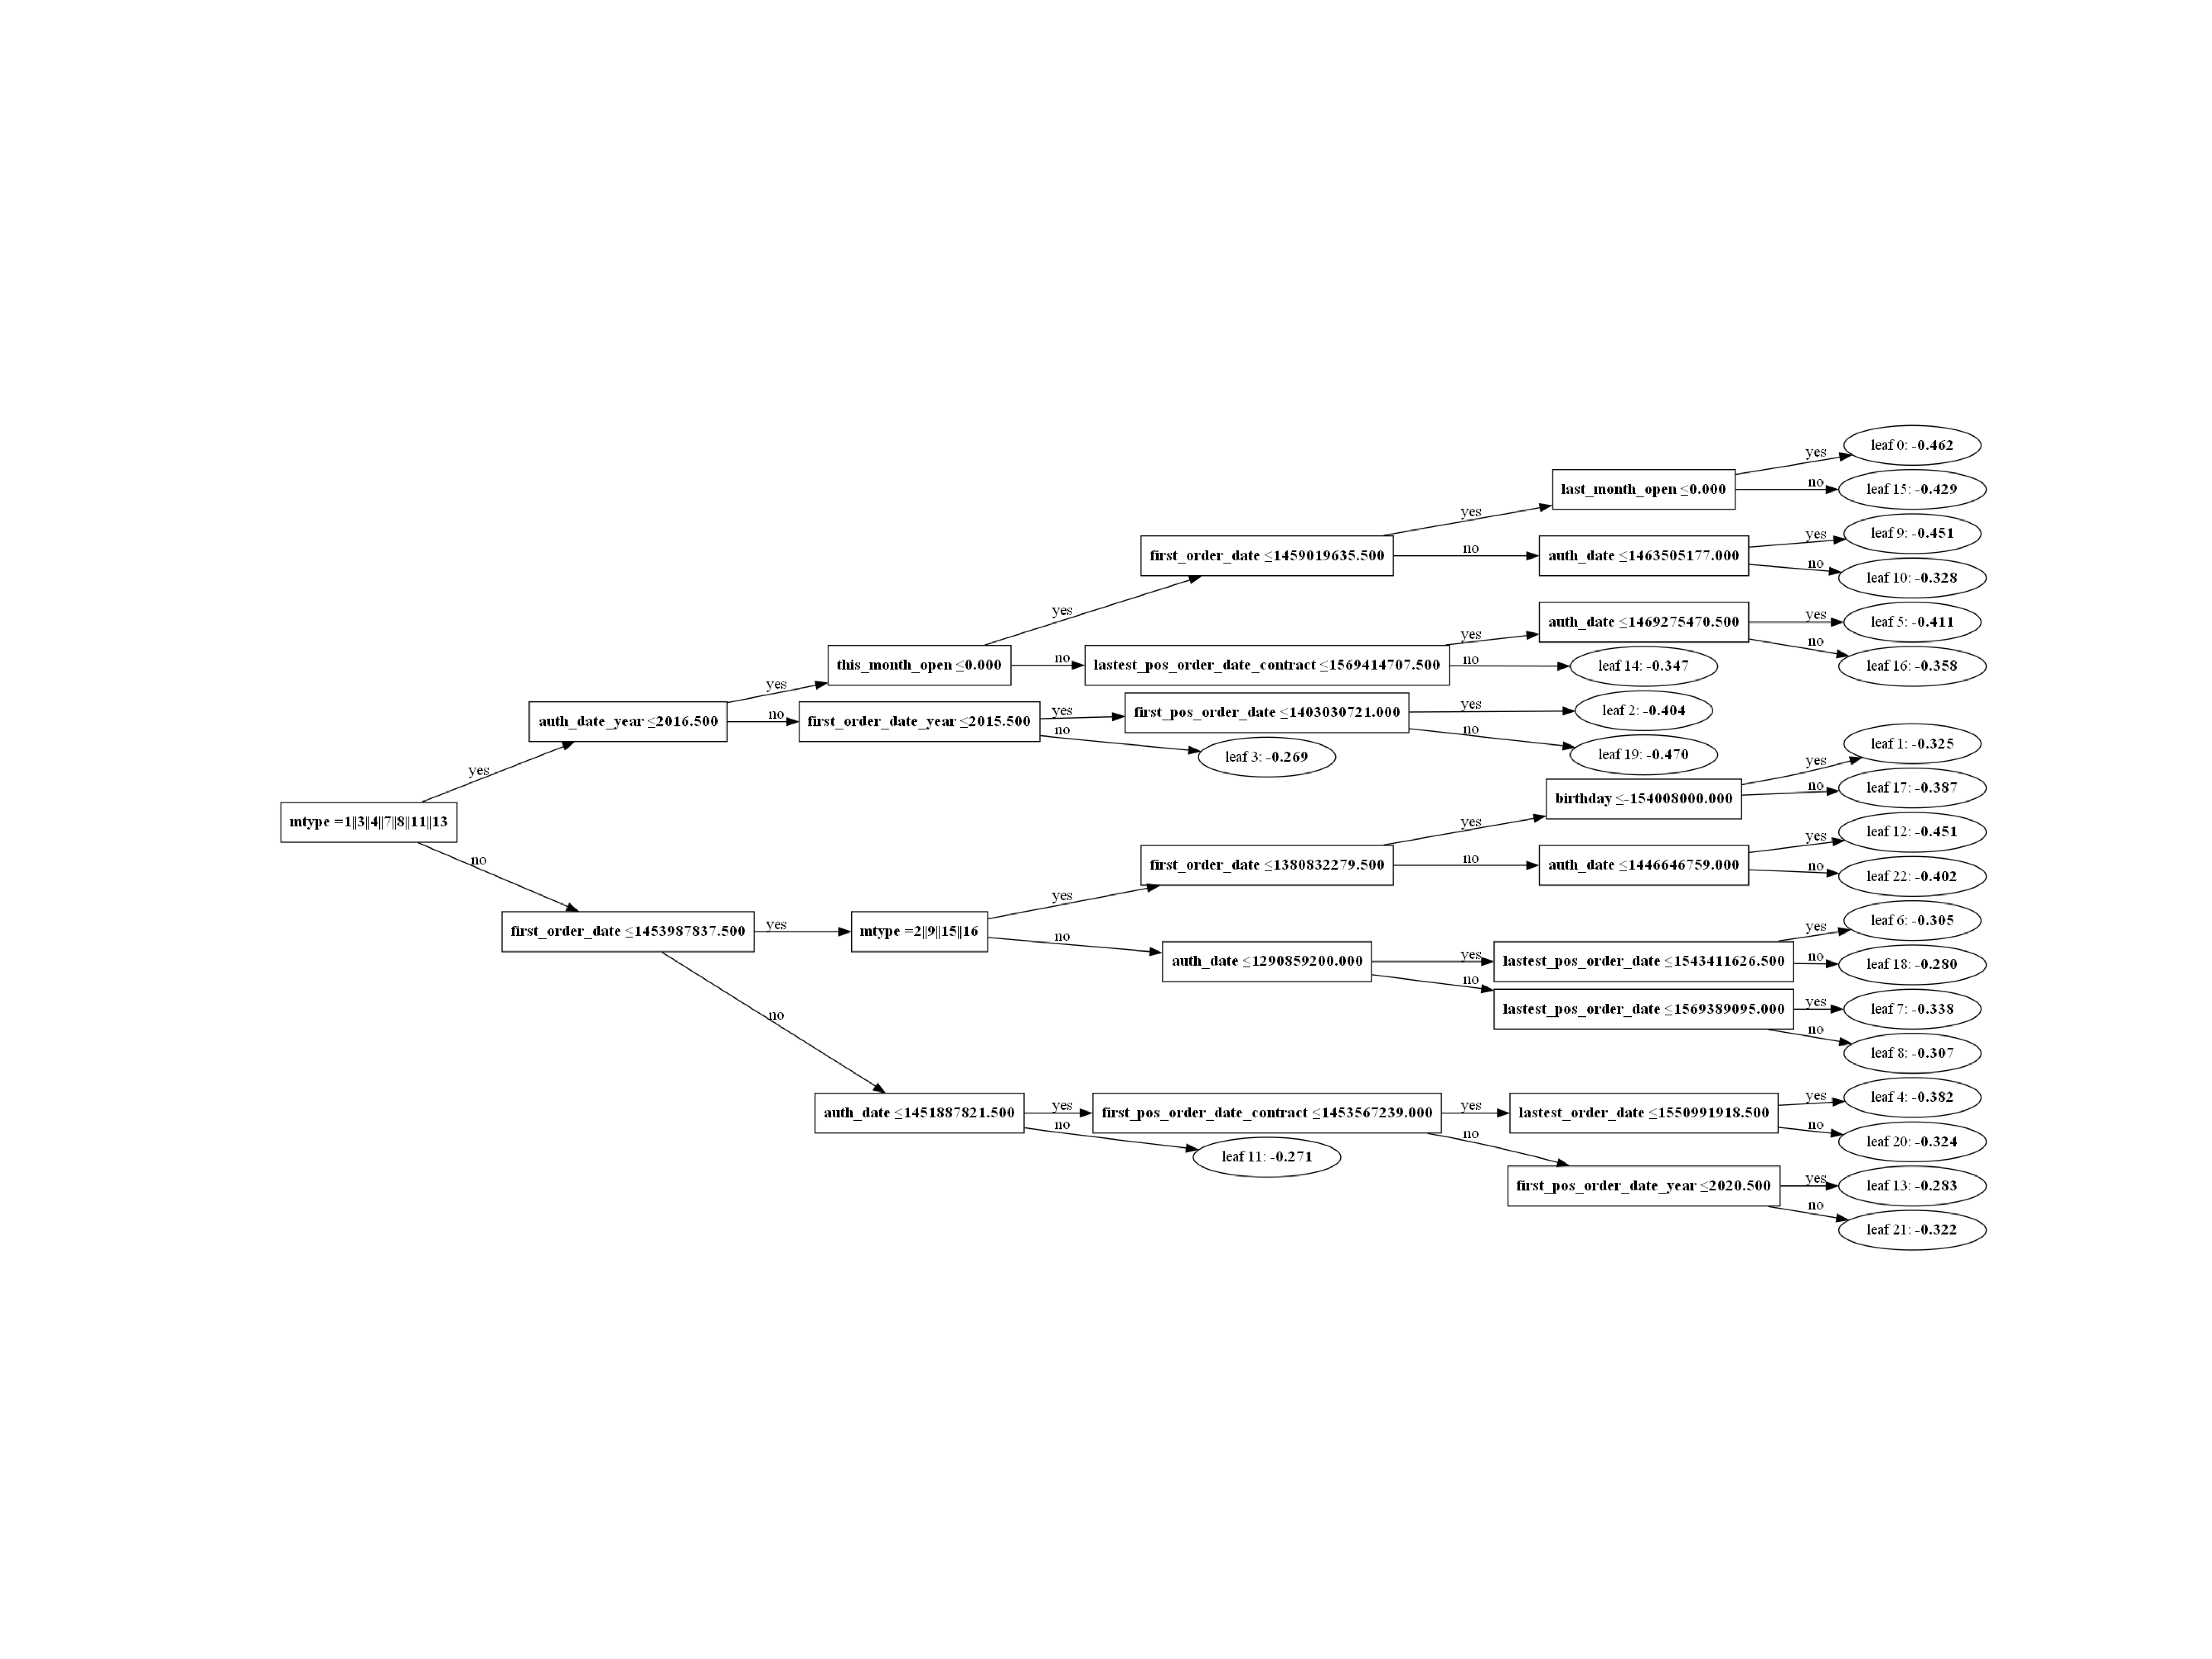 mtype =1||3||4||7||8||11||13
yes
no
auth_date_year ≤2016.500
yes
no
this_month_open ≤0.000
yes
no
first_order_date ≤1459019635.500
yes
no
last_month_open ≤0.000
yes
no
leaf 0: -0.462
leaf 15: -0.429
auth_date ≤1463505177.000
yes
no
leaf 9: -0.451
leaf 10: -0.328
lastest_pos_order_date_contract ≤1569414707.500
yes
no
auth_date ≤1469275470.500
yes
no
leaf 5: -0.411
leaf 16: -0.358
leaf 14: -0.347
first_order_date_year ≤2015.500
yes
no
first_pos_order_date ≤1403030721.000
yes
no
leaf 2: -0.404
leaf 19: -0.470
leaf 3: -0.269
first_order_date ≤1453987837.500
yes
no
mtype =2||9||15||16
yes
no
first_order_date ≤1380832279.500
yes
no
birthday ≤-154008000.000
yes
no
leaf 1: -0.325
leaf 17: -0.387
auth_date ≤1446646759.000
yes
no
leaf 12: -0.451
leaf 22: -0.402
auth_date ≤1290859200.000
yes
no
lastest_pos_order_date ≤1543411626.500
yes
no
leaf 6: -0.305
leaf 18: -0.280
lastest_pos_order_date ≤1569389095.000
yes
no
leaf 7: -0.338
leaf 8: -0.307
auth_date ≤1451887821.500
yes
no
first_pos_order_date_contract ≤1453567239.000
yes
no
lastest_order_date ≤1550991918.500
yes
no
leaf 4: -0.382
leaf 20: -0.324
first_pos_order_date_year ≤2020.500
yes
no
leaf 13: -0.283
leaf 21: -0.322
leaf 11: -0.271